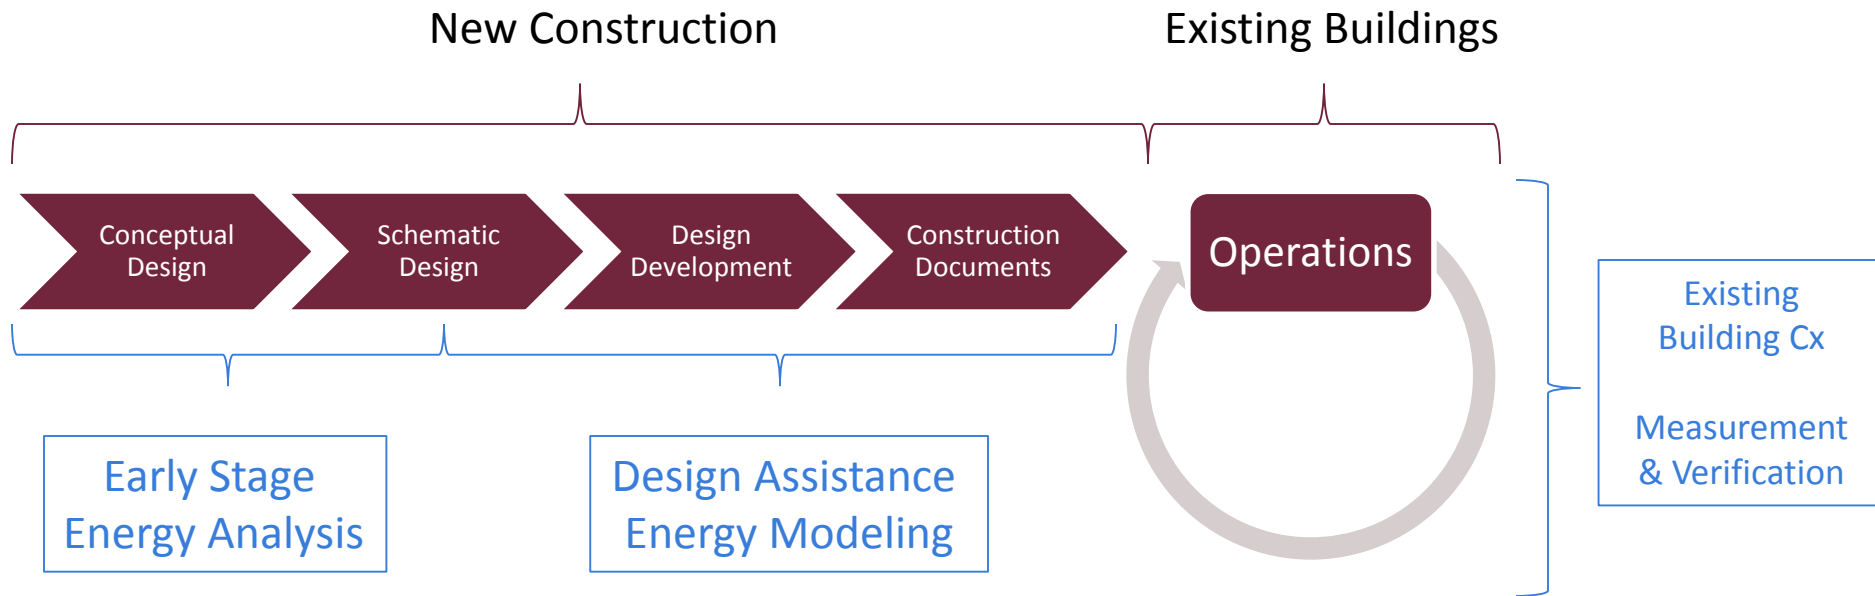 New Construction
Existing Buildings
Conceptual
Design
Schematic
Design
Design
Development
Construction
Documents
Operations
Existing
Building Cx
Measurement
& Verification
Early Stage
Energy Analysis
Design Assistance
Energy Modeling